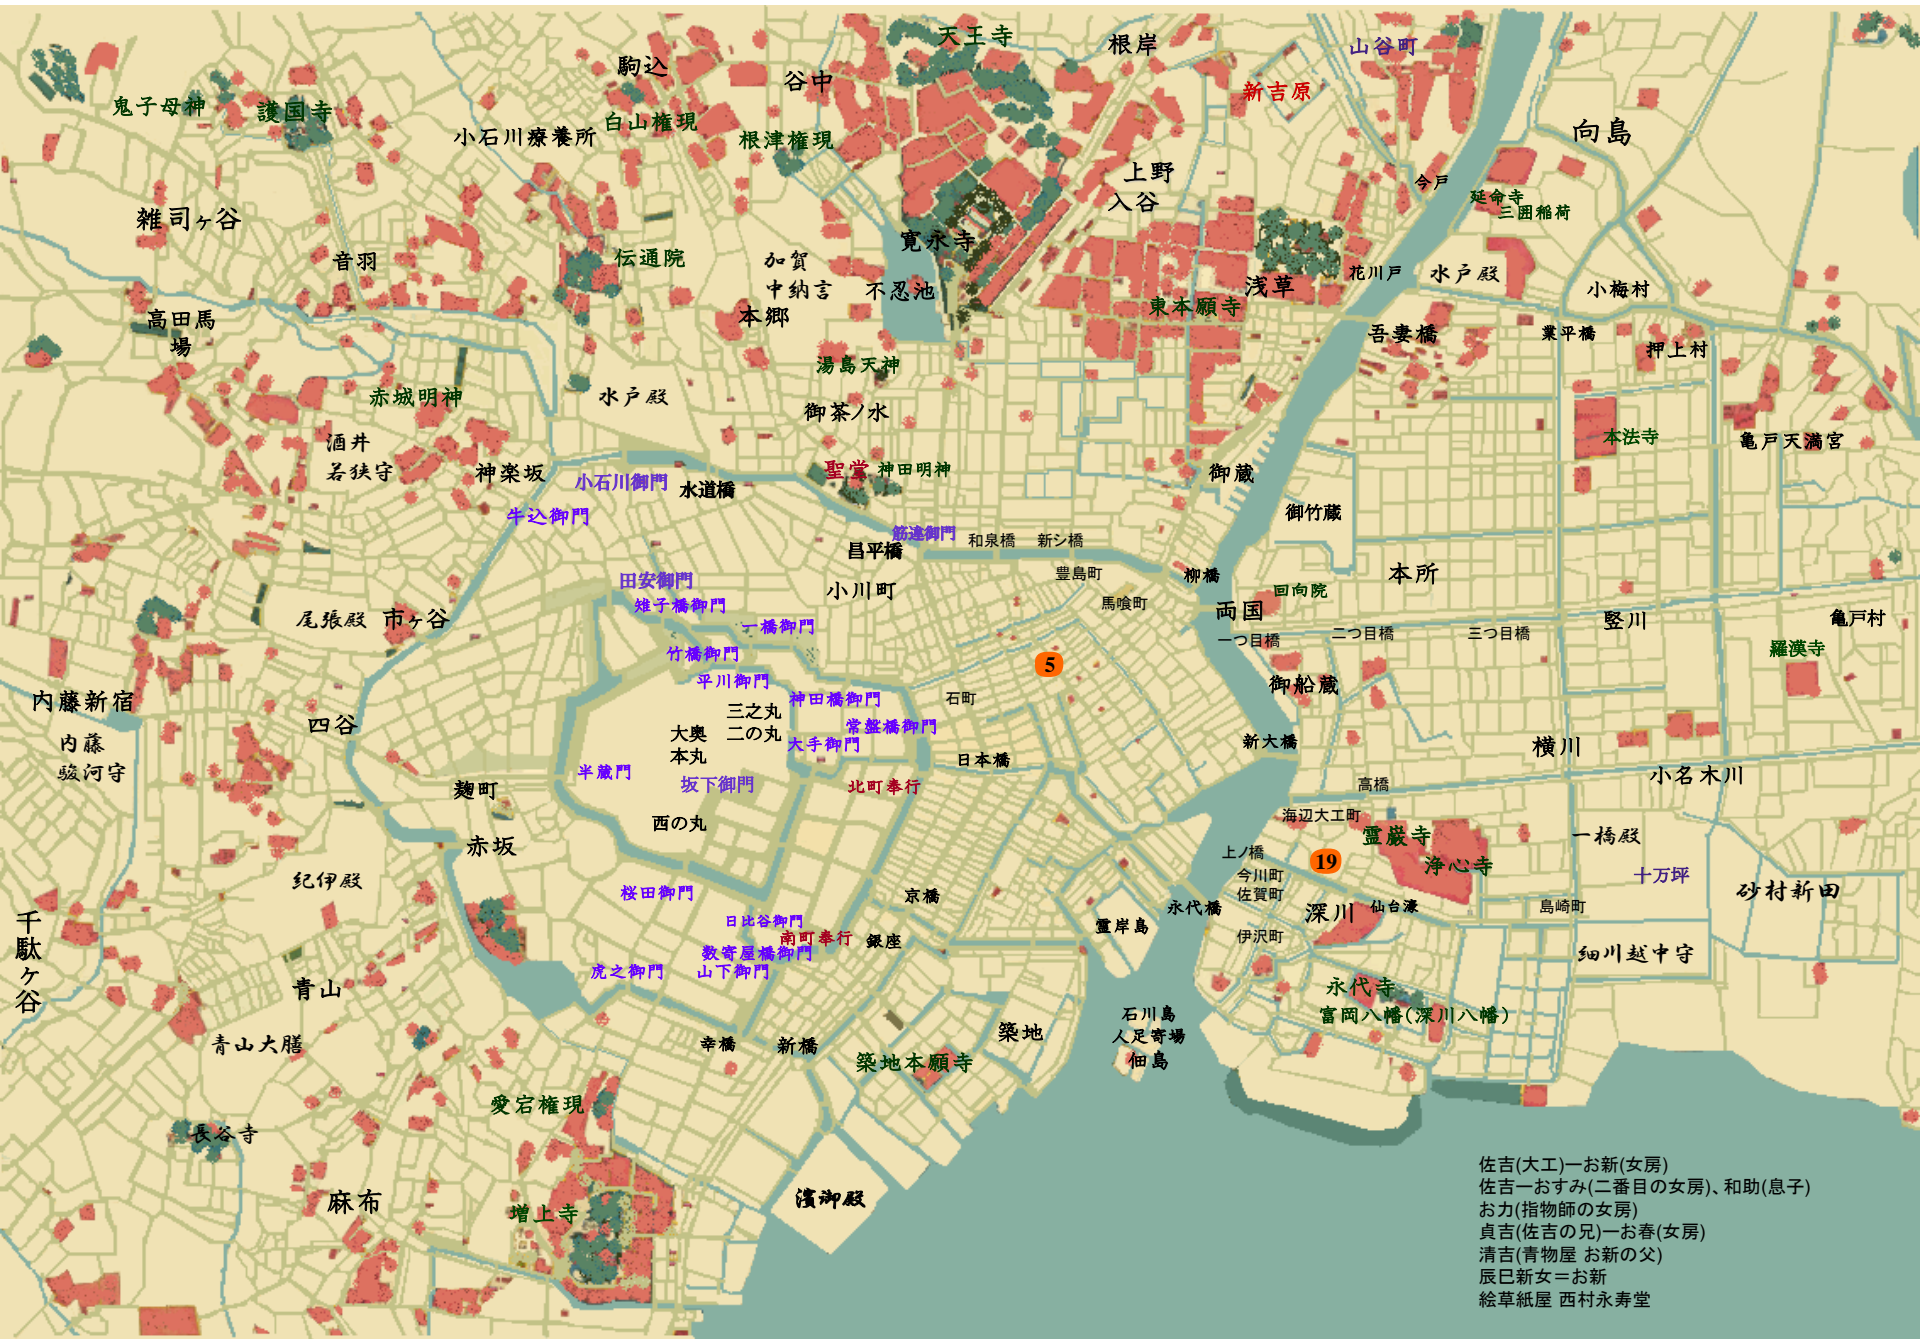 天王寺
根岸
山谷町
駒込
谷中
新吉原
鬼子母神
護国寺
白山権現
小石川療養所
根津権現
向島
上野
入谷
今戸
延命寺
三囲稲荷
雑司ヶ谷
音羽
伝通院
加賀
中納言
本郷
寛永寺
不忍池
浅草
東本願寺
花川戸
水戸殿
小梅村
高田馬
場
吾妻橋
業平橋
押上村
湯島天神
赤城明神
水戸殿
御茶ノ水
酒井
若狭守
神楽坂
本法寺
亀戸天満宮
聖堂
神田明神
小石川御門
水道橋
御蔵
牛込御門
御竹蔵
筋違御門
昌平橋
和泉橋
新シ橋
豊島町
柳橋
本所
田安御門
雉子橋御門
小川町
馬喰町
両国
回向院
尾張殿
市ヶ谷
一橋御門
一つ目橋
二つ目橋
三つ目橋
竪川
亀戸村
羅漢寺
竹橋御門
5
平川御門
神田橋御門
石町
御船蔵
内藤新宿
四谷
三之丸
二の丸
大奥
本丸
常盤橋御門
大手御門
新大橋
横川
内藤
駿河守
日本橋
半蔵門
坂下御門
北町奉行
麹町
高橋
小名木川
西の丸
海辺大工町
赤坂
霊巌寺
浄心寺
一橋殿
上ノ橋
19
今川町
佐賀町
十万坪
砂村新田
紀伊殿
桜田御門
京橋
永代橋
深川
仙台濠
島崎町
千駄ヶ谷
日比谷御門
南町奉行
銀座
霊岸島
伊沢町
数寄屋橋御門
細川越中守
虎之御門
山下御門
青山
永代寺
富岡八幡(深川八幡)
石川島
人足寄場
佃島
築地
青山大膳
幸橋
新橋
築地本願寺
愛宕権現
長谷寺
麻布
増上寺
濱御殿
佐吉(大工)―お新(女房)
佐吉―おすみ(二番目の女房)、和助(息子)
お力(指物師の女房)
貞吉(佐吉の兄)―お春(女房)
清吉(青物屋 お新の父)
辰巳新女＝お新
絵草紙屋 西村永寿堂